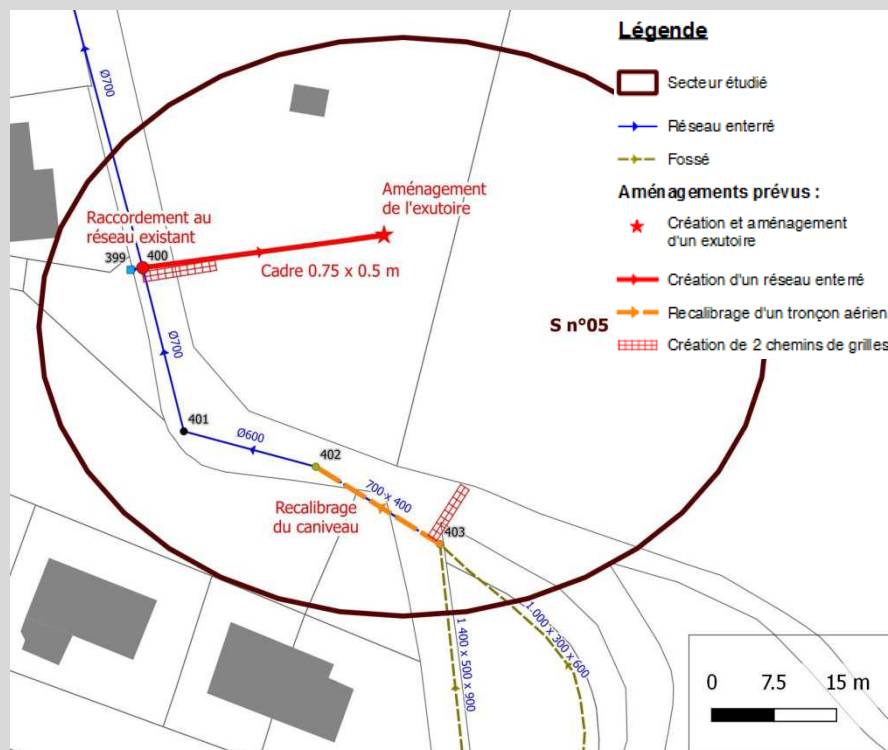 Légende
Secteur étudié
Réseau enterré
Fossé
Aménagements prévus :
Création et aménagement
d'un exutoire
Création d'un réseau enterré
Recalibrage d'un tronçon aérien
Création de 2 chemins de grilles
Ø700
Aménagement
de l'exutoire
Raccordement au
réseau existant
399
400
Cadre 0.75 x 0.5 m
S n°05
Ø700
401
Ø600
402
700 x 400
Recalibrage
du caniveau
403
1 400 x 500 x 900
1.000 x 300 x 600
0 7.5 15 m